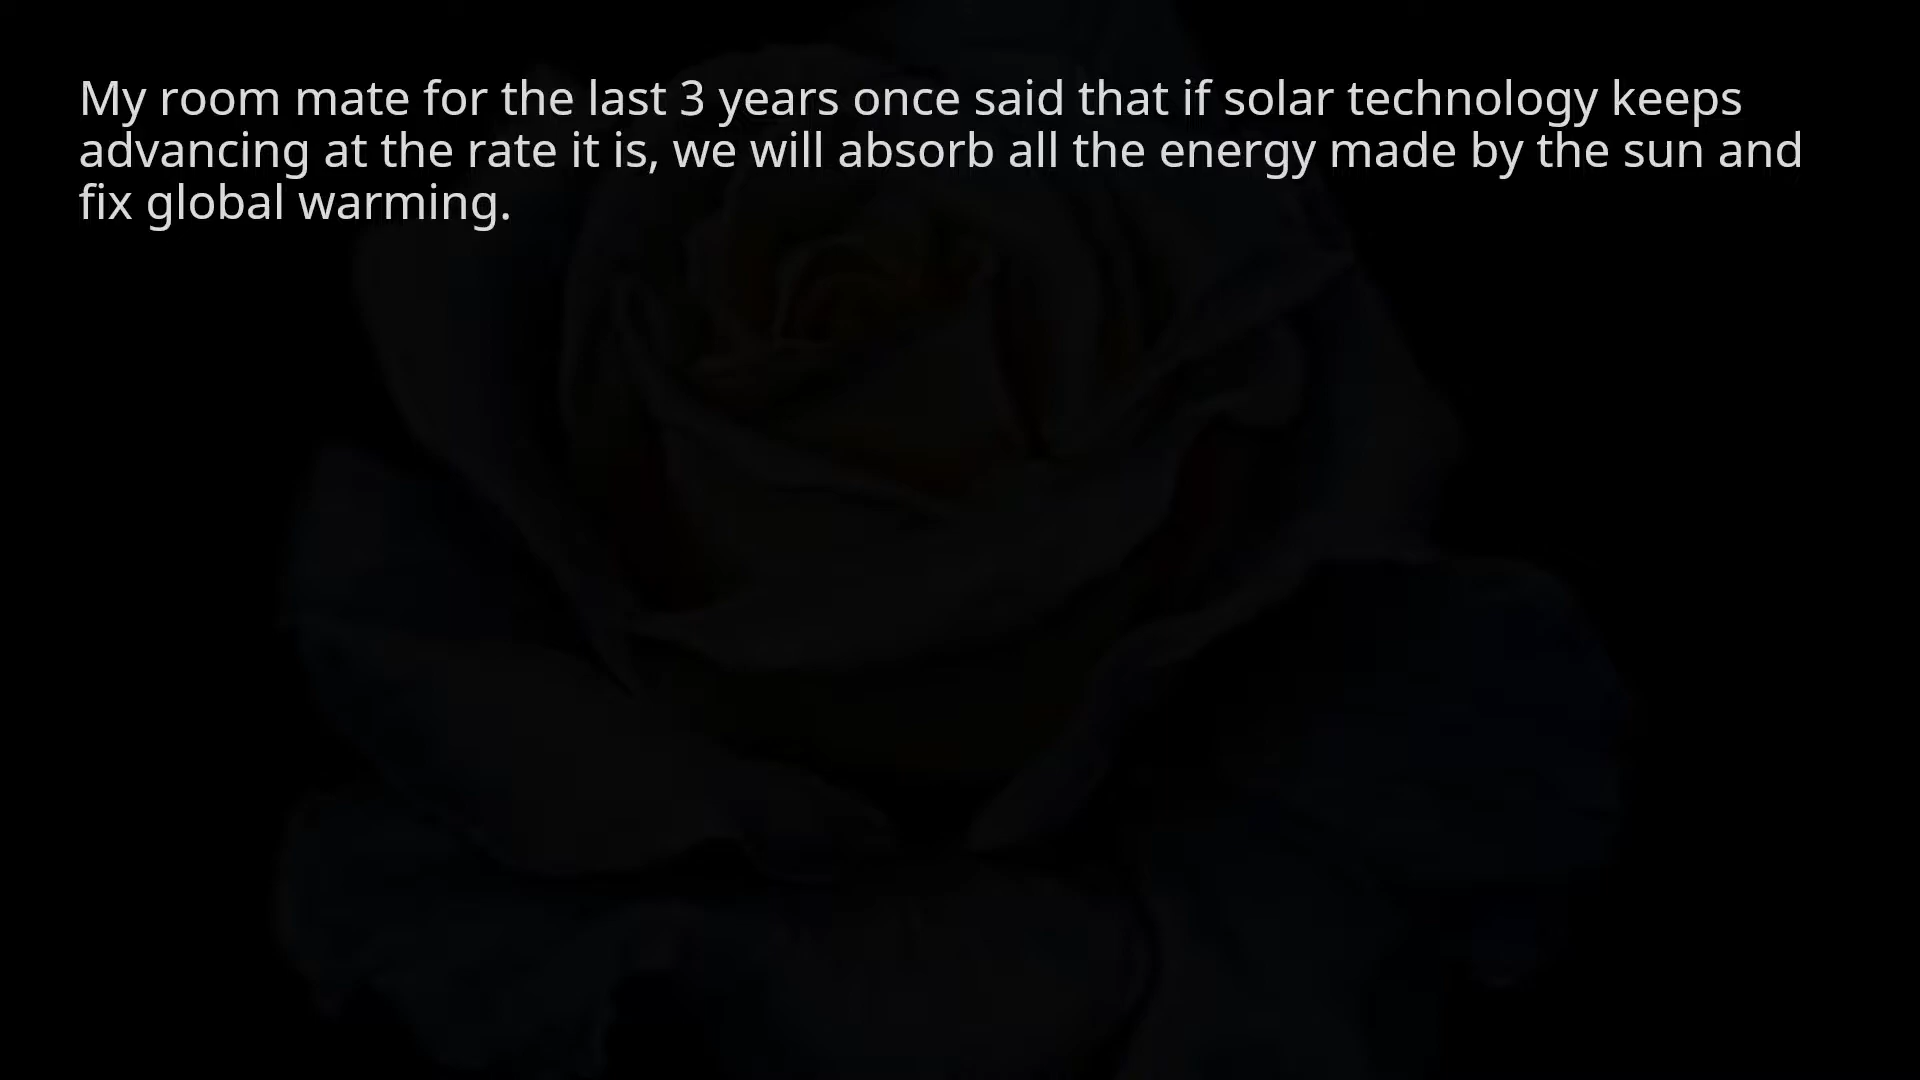 My room mate for the last 3 years once said that if solar technology keeps
advancing at the rate it is, we will absorb all the energy made by the sun and
fix global warming.